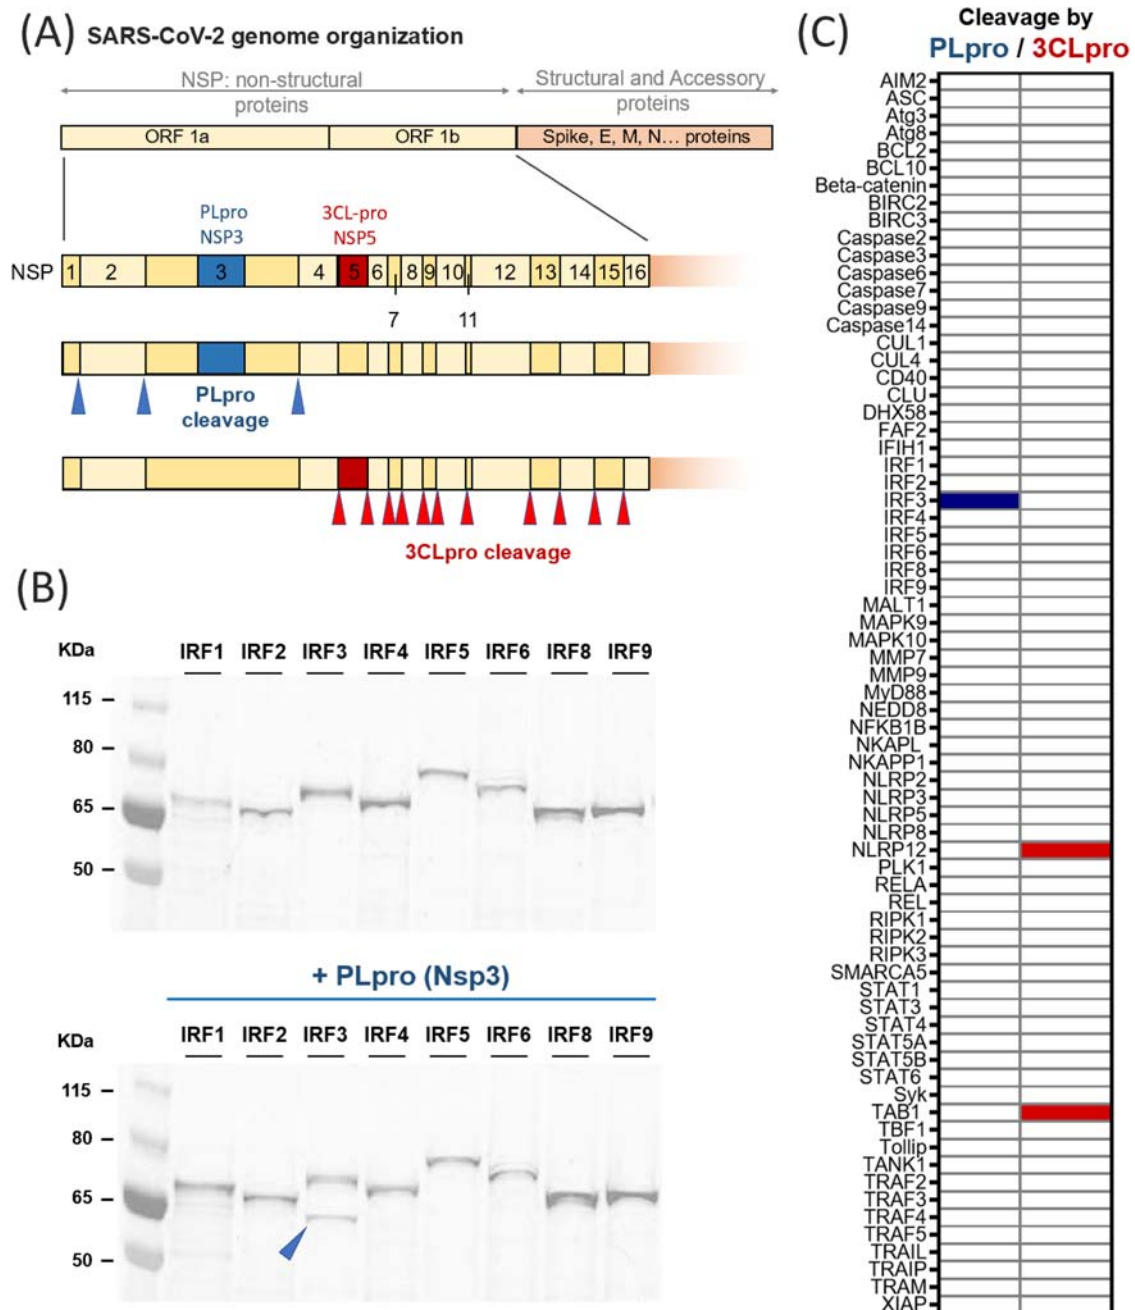 (A) SARS-CoV-2 genome organization
NSP: non-structural
proteins
Structural and Accessory
proteins
ORF 1a
ORF 1b
Spike, E, M, N... proteins
PLpro
NSP3
3CL-pro
NSP5
NSP
1 2 3 4 5 6 8 9 10 12 13 14 15 16
7 11
PLpro
cleavage
3CLpro cleavage
(B)
KDa
IRF1 IRF2 IRF3 IRF4 IRF5 IRF6 IRF8 IRF9
115
80
65
50
+ PLpro (Nsp3)
KDa
IRF1 IRF2 IRF3 IRF4 IRF5 IRF6 IRF8 IRF9
115
80
65
50
(C)
Cleavage by
PLpro / 3CLpro
AIM2
ASC
Atg3
Atg8
BCL2
BCL10
Beta-catenin
BIRC2
BIRC3
Caspase2
Caspase3
Caspase6
Caspase7
Caspase9
Caspase14
CUL1
CUL4
CD40
CLU
DHX58
FAF2
IFIH1
IRF1
IRF2
IRF3
IRF4
IRF5
IRF6
IRF8
IRF9
MALT1
MAPK9
MAPK10
MMP7
MMP9
MyD88
NEDD8
NFKB1B
NKAPL
NKAPP1
NLRP2
NLRP3
NLRP5
NLRP8
NLRP12
PLK1
RELA
REL
RIPK1
RIPK2
RIPK3
SMARCA5
STAT1
STAT3
STAT4
STAT5A
STAT5B
STAT6
Syk
TAB1
TBF1
Tollip
TANK1
TRAF2
TRAF3
TRAF4
TRAF5
TRAIL
TRAIP
TRAM
XIAP